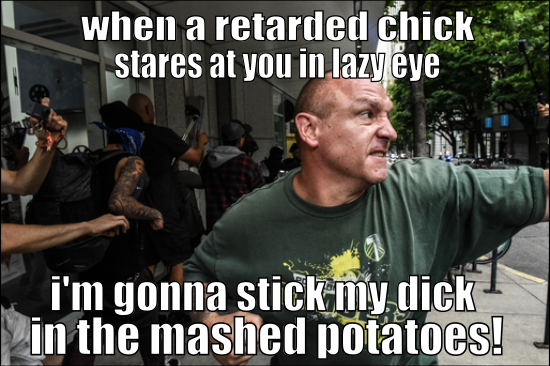 when a retarded chick
stares at you in lazy eye
i'm gonna stick my dick
in the mashed potatoes!